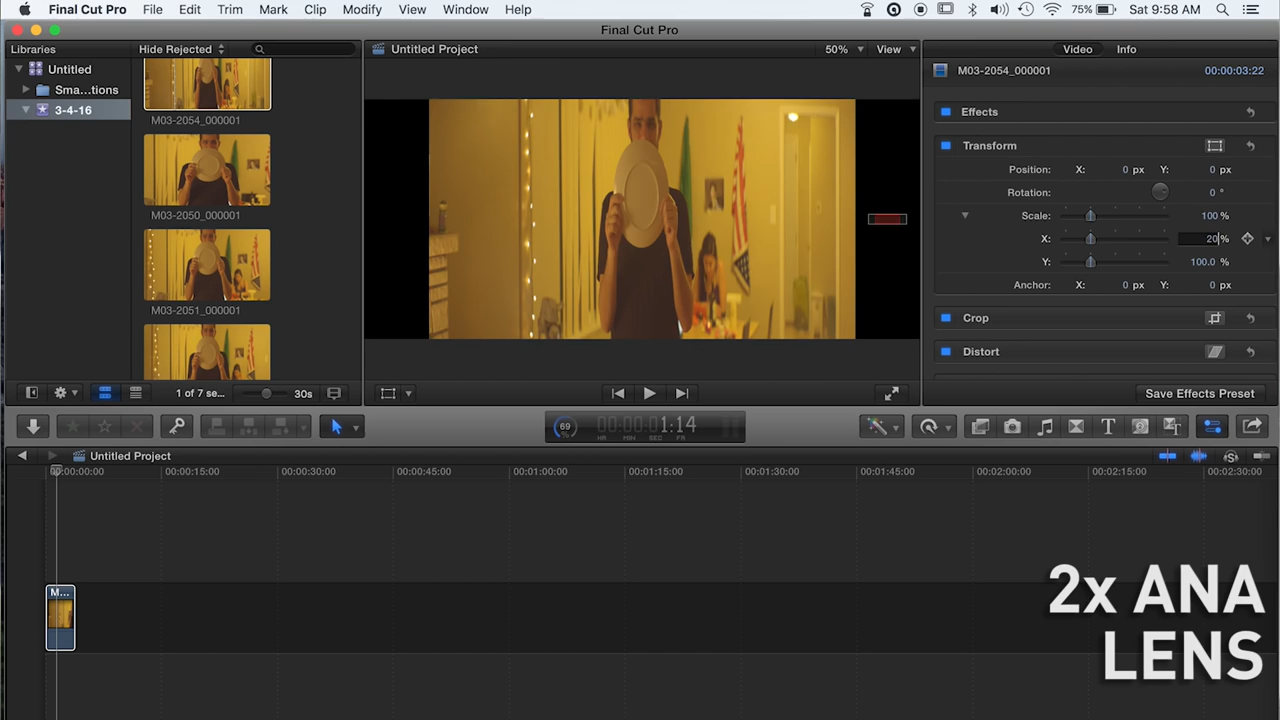 Final Cut Pro File Edit Trim Mark Clip Modify View Window Help 75% Sat 9:58 AM
Final Cut Pro
Libraries Hide Rejected Untitled Project 50% View Video Info
Untitled
Sma...tions
3-4-16
M03-2054_000001
M03-2050_000001
M03-2051_000001
1 of 7 se... 30s
M03-2054_000001 00:00:03:22
Effects
Transform
Position: X: 0 px Y: 0 px
Rotation: 0 °
Scale: 100 %
X: 20%
Y: 100.0 %
Anchor: X: 0 px Y: 0 px
Crop
Distort
Save Effects Preset
69 % 00:00:01:14
HR MIN SEC FR
Untitled Project
00:00:00:00 00:00:15:00 00:00:30:00 00:00:45:00 00:01:00:00 00:01:15:00 00:01:30:00 00:01:45:00 00:02:00:00 00:02:15:00 00:02:30:00
M...
2x ANA
LENS